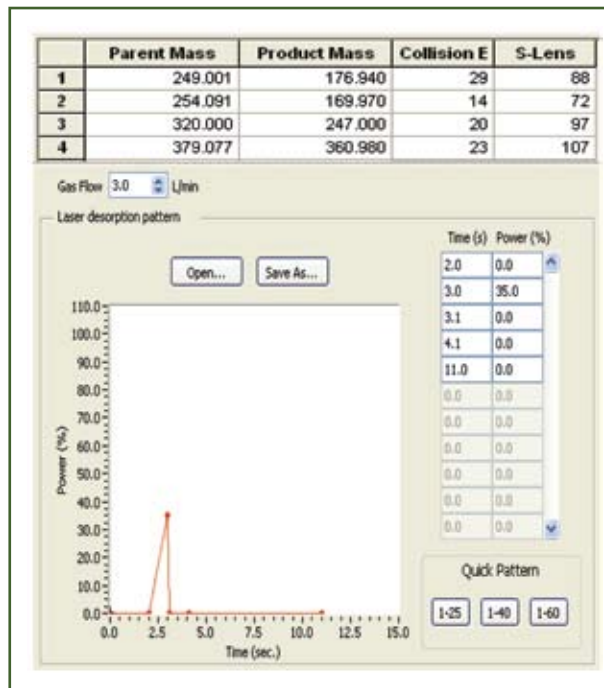 Parent Mass Product Mass Collision E S-Lens
1 249.001 176.940 29 88
2 254.091 169.970 14 72
3 320.000 247.000 20 97
4 379.077 360.980 23 107
Gas Flow 3.0 L/min
Laser desorption pattern
Open... Save As...
Time (s) Power (%)
2.0 0.0
3.0 35.0
3.1 0.0
4.1 0.0
11.0 0.0
0.0 0.0
0.0 0.0
0.0 0.0
0.0 0.0
0.0 0.0
0.0 0.0
110.0
100.0
90.0
80.0
70.0
60.0
50.0
40.0
30.0
20.0
10.0
0.0
Power (%)
0.0 2.5 5.0 7.5 10.0 12.5 15.0
Time (sec.)
Quick Pattern
1-25 1-40 1-60